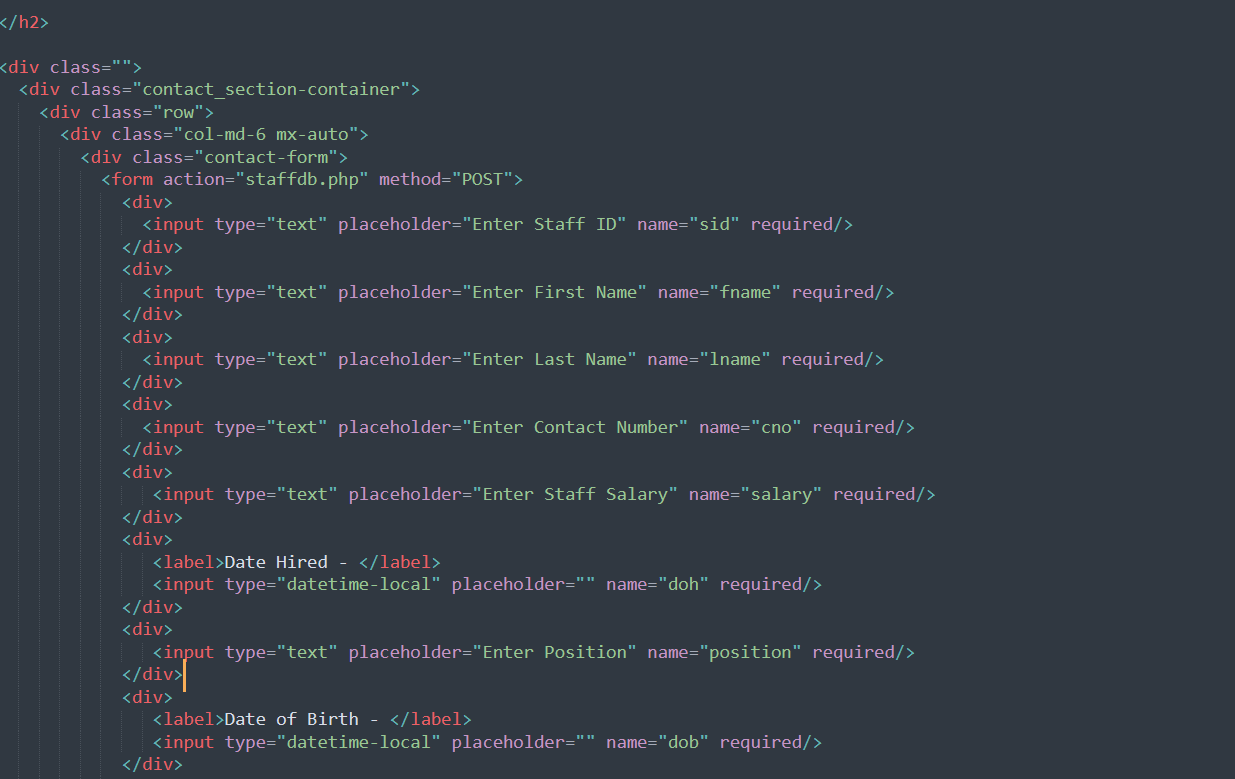 </h2>
<div class="">
<div class="contact_section-container">
<div class="row">
<div class="col-md-6 mx-auto">
<div class="contact-form">
<form action="staffdb.php" method="POST">
<div>
<input type="text" placeholder="Enter Staff ID" name="sid" required/>
</div>
<div>
<input type="text" placeholder="Enter First Name" name="fname" required/>
</div>
<div>
<input type="text" placeholder="Enter Last Name" name="lname" required/>
</div>
<div>
<input type="text" placeholder="Enter Contact Number" name="cno" required/>
</div>
<div>
<input type="text" placeholder="Enter Staff Salary" name="salary" required/>
</div>
<div>
<label>Date Hired - </label>
<input type="datetime-local" placeholder="" name="doh" required/>
</div>
<div>
<input type="text" placeholder="Enter Position" name="position" required/>
</div>
<div>
<label>Date of Birth - </label>
<input type="datetime-local" placeholder="" name="dob" required/>
</div>